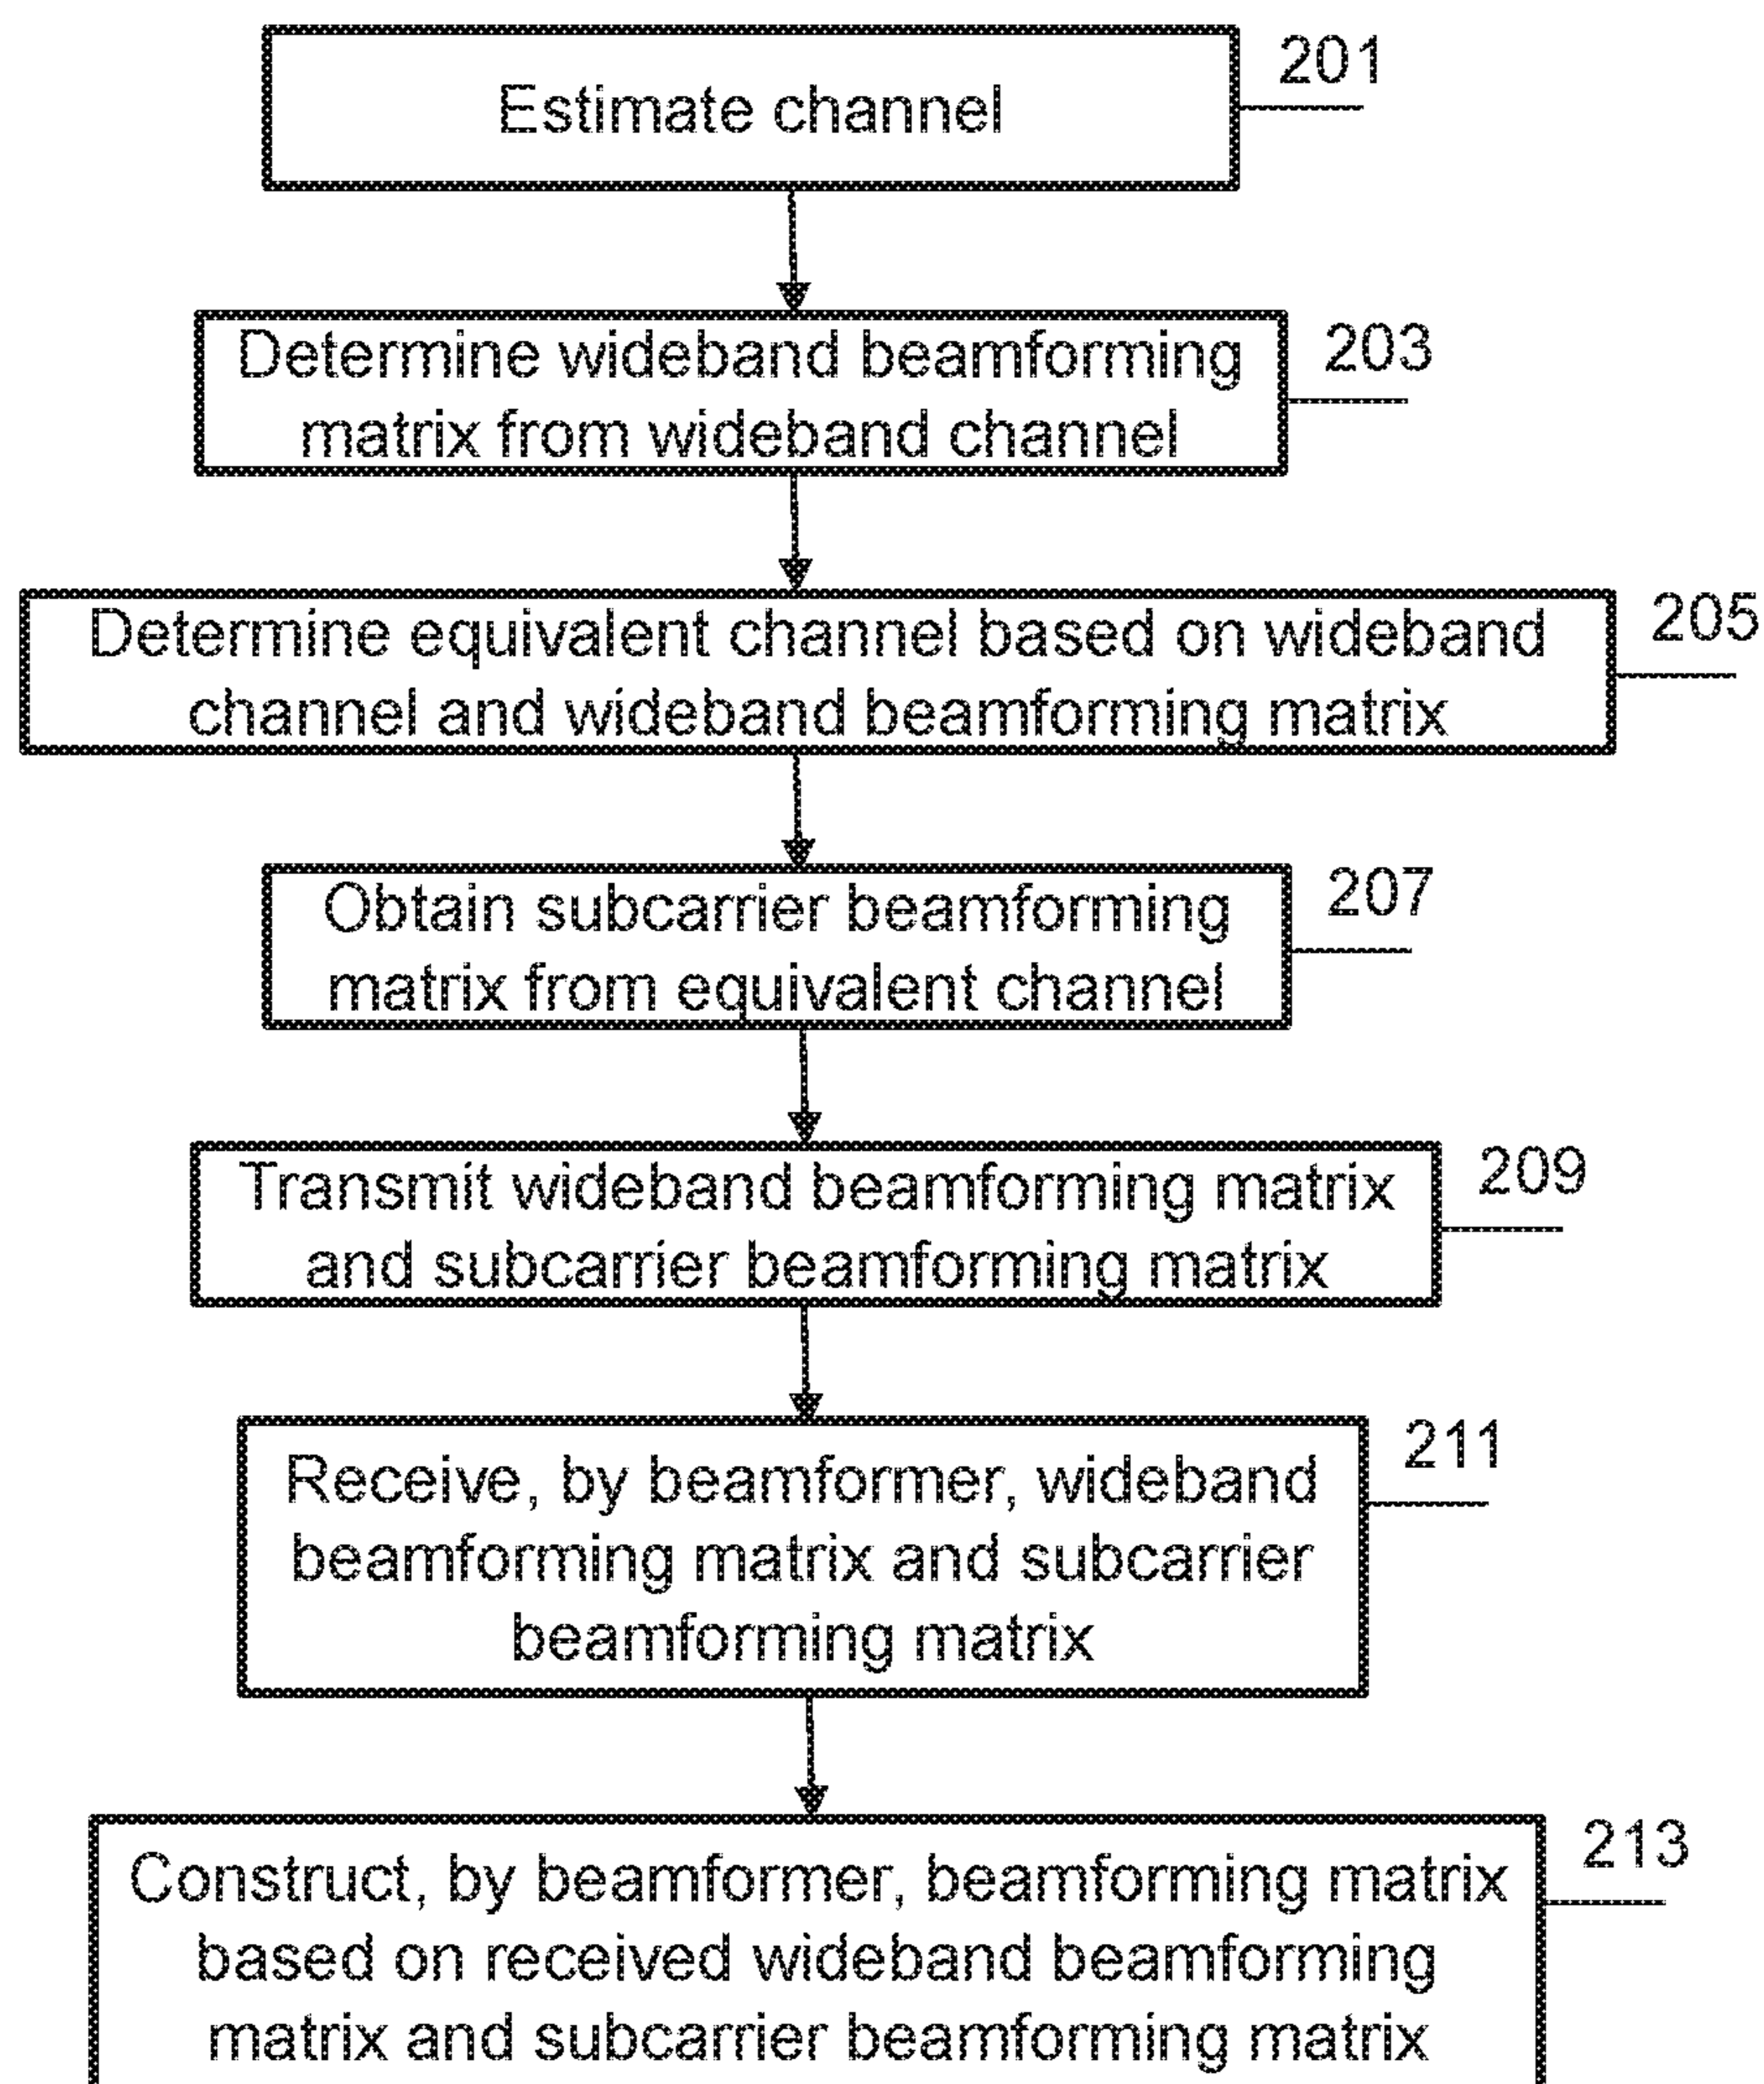 Estimate channel
201
Determine wideband beamforming
matrix from wideband channel
203
Determine equivalent channel based on wideband
channel and wideband beamforming matrix
205
Obtain subcarrier beamforming
matrix from equivalent channel
207
Transmit wideband beamforming matrix
and subcarrier beamforming matrix
209
Receive, by beamformer, wideband
beamforming matrix and subcarrier
beamforming matrix
211
Construct, by beamformer, beamforming matrix
based on received wideband beamforming
matrix and subcarrier beamforming matrix
213